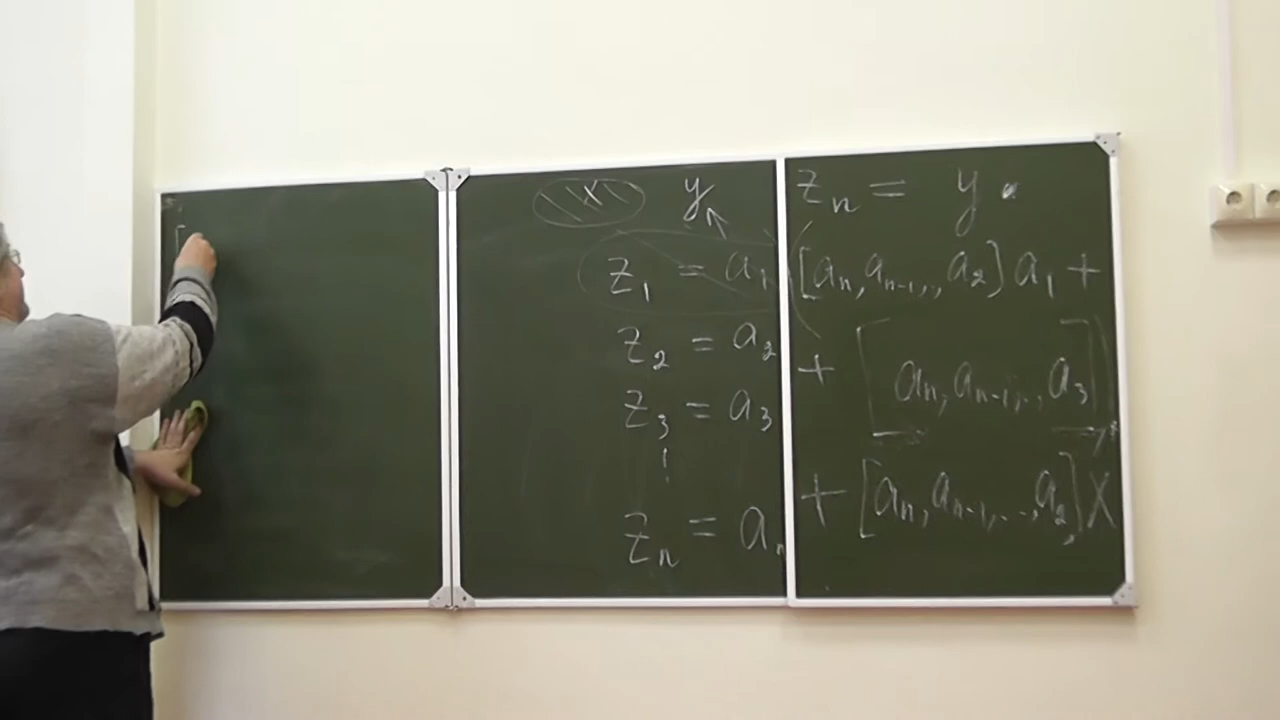 [
X y
z₁ = a₁
z₂ = a₂
z₃ = a₃
zₙ = aₙ
zₙ = y ·
([aₙ, aₙ₋₁, .., a₂] a₁ +
+ [aₙ, aₙ₋₁, .., a₃])
+ [aₙ, aₙ₋₁, ..., a₂] X